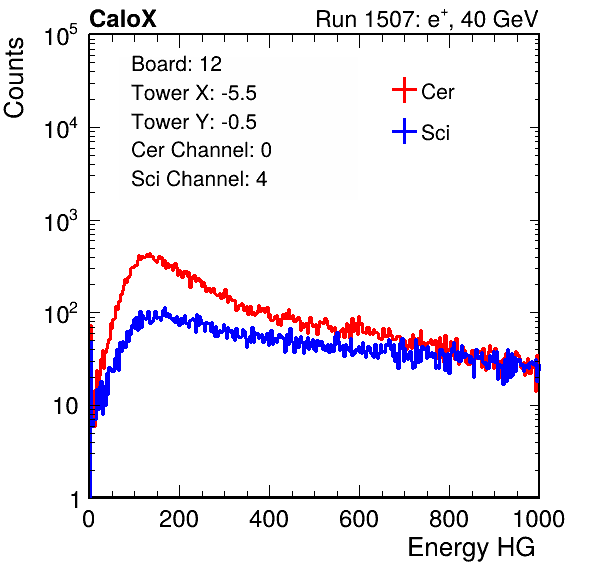 CaloX Run 1507: e⁺, 40 GeV
Counts
Board: 12
Tower X: -5.5
Tower Y: -0.5
Cer Channel: 0
Sci Channel: 4
Cer
Sci
10⁵
10⁴
10³
10²
10
1
0 200 400 600 800 1000
Energy HG